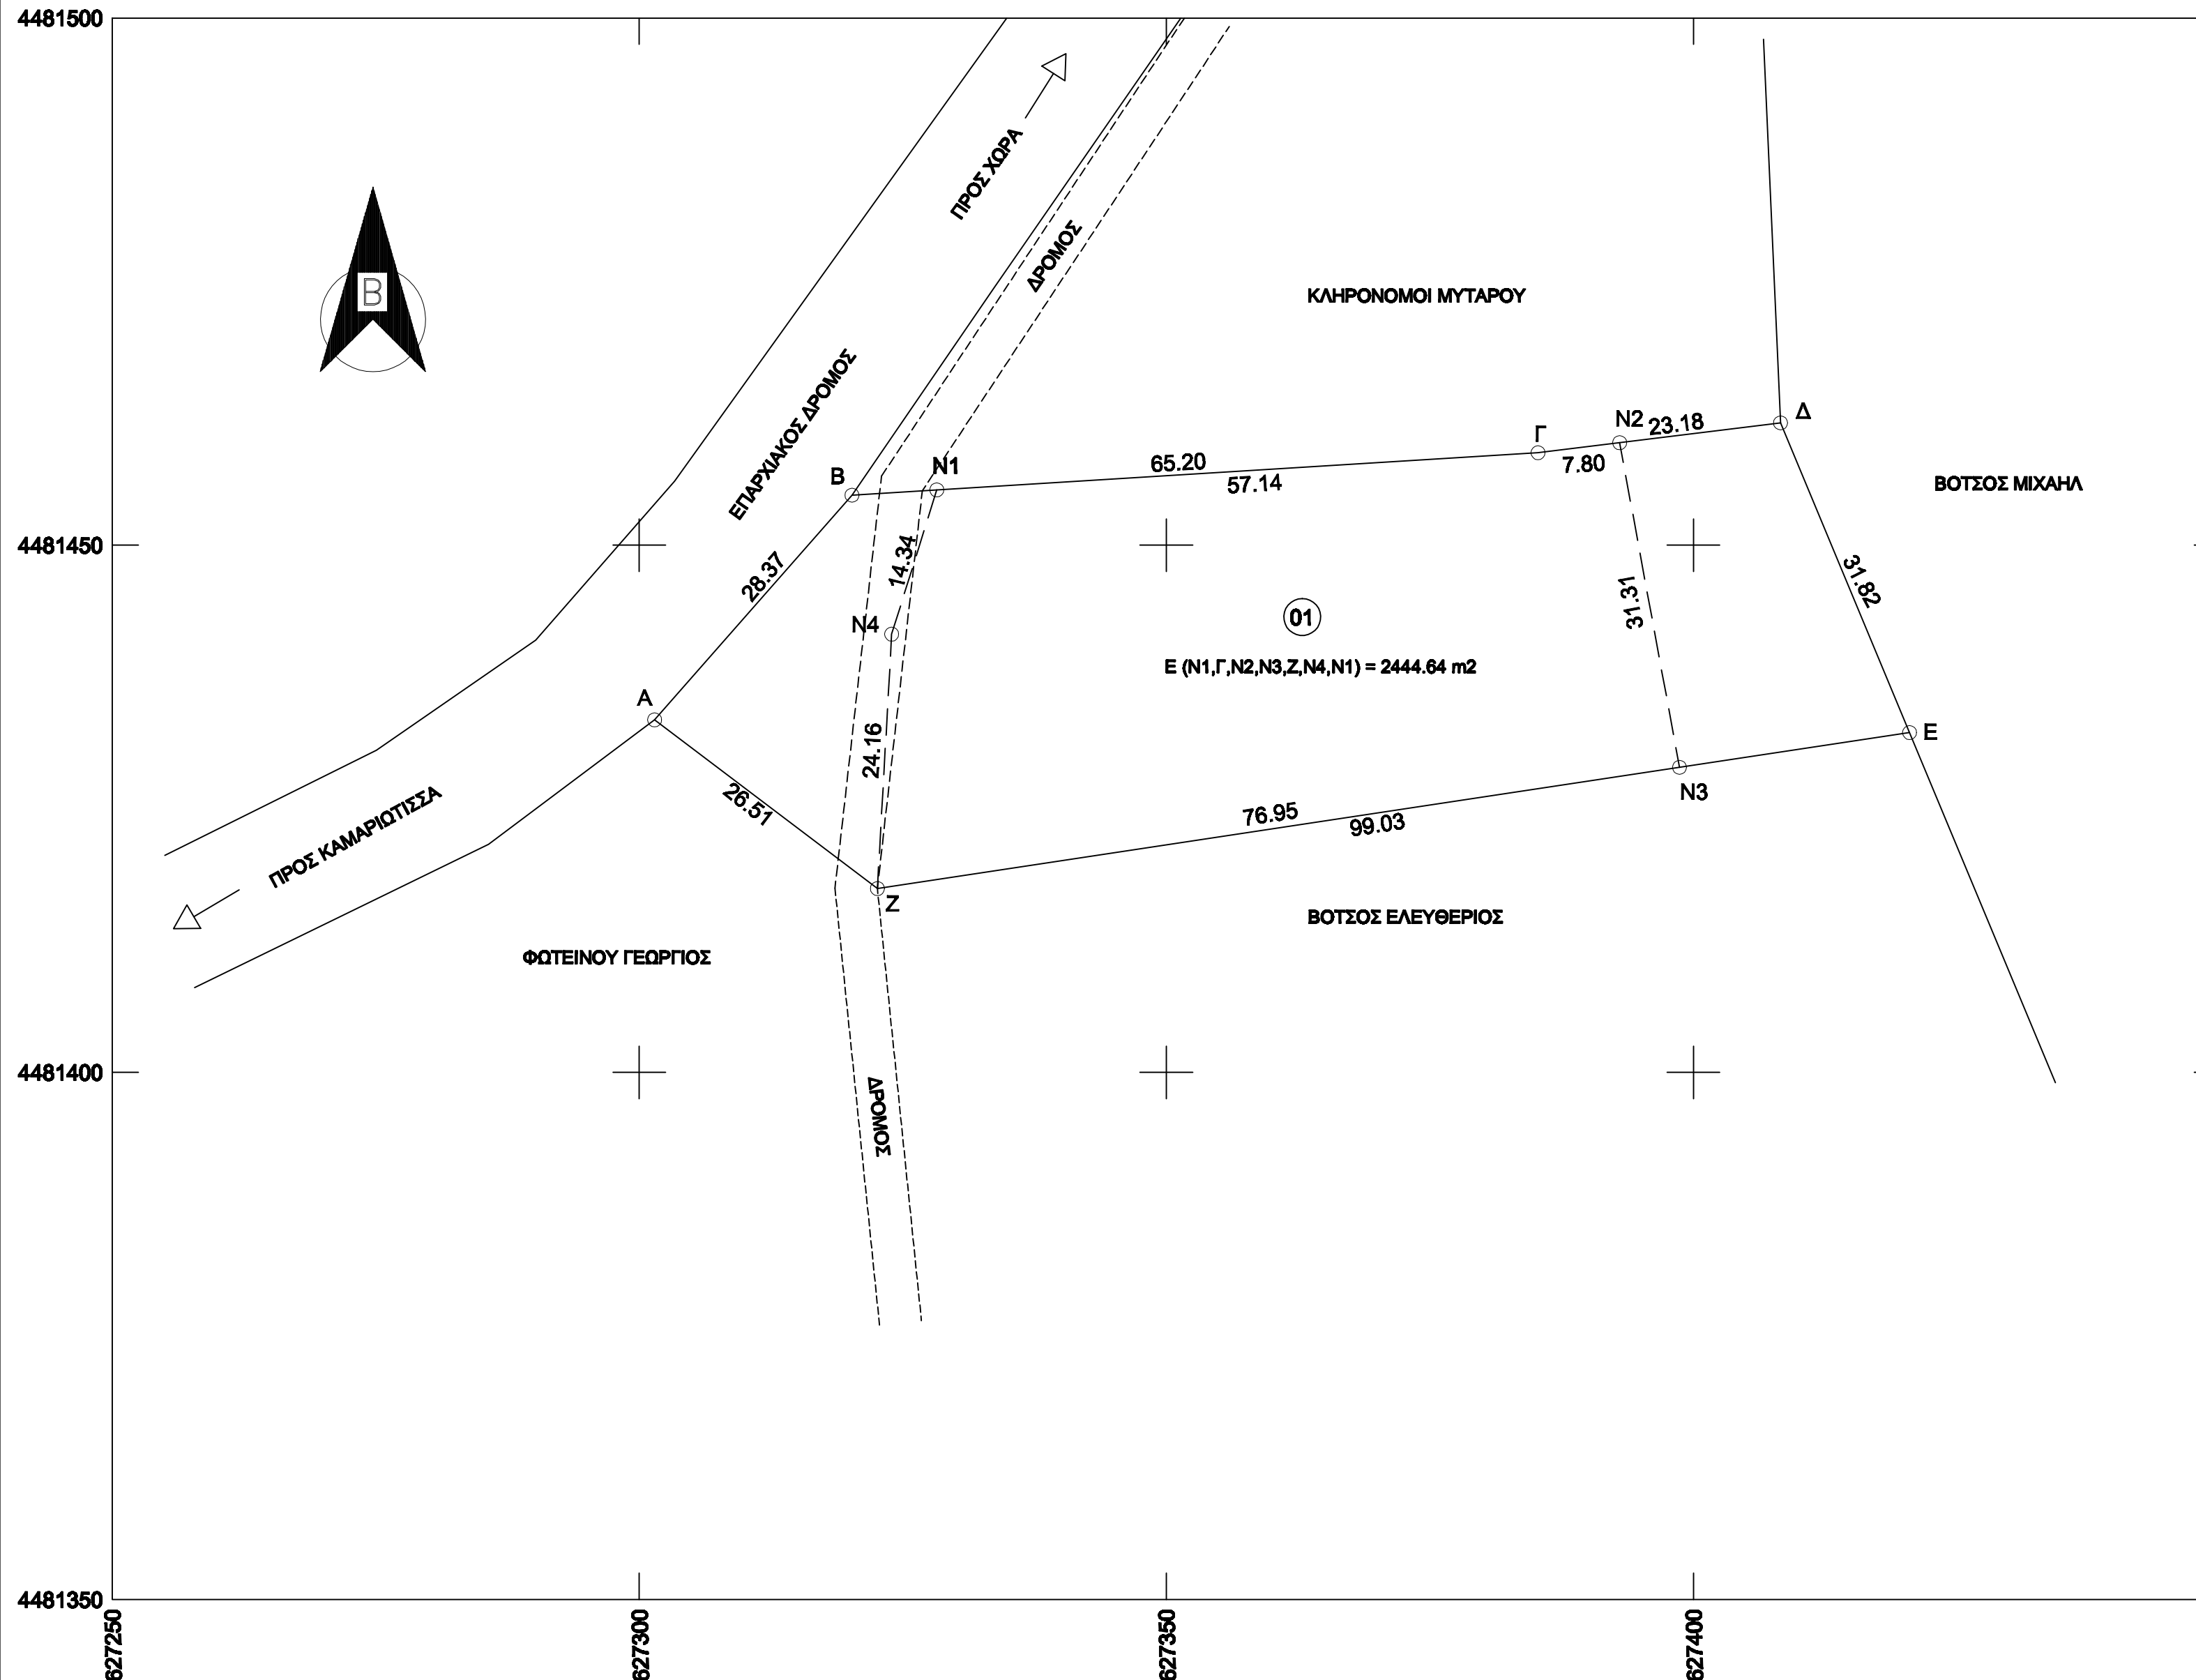 4481500
ΠΡΟΣ ΧΩΡΑ
ΔΡΟΜΟΣ
B
ΚΛΗΡΟΝΟΜΟΙ ΜΥΤΑΡΟΥ
ΕΠΑΡΧΙΑΚΟΣ ΔΡΟΜΟΣ
Δ
N2
23.18
Γ
7.80
65.20
57.14
N1
B
ΒΟΤΣΟΣ ΜΙΧΑΗΛ
4481450
14.34
28.37
31.82
31.31
01
N4
E (N1,Γ,N2,N3,Z,N4,N1) = 2444.64 m2
A
24.16
E
N3
26.51
76.95
99.03
ΠΡΟΣ ΚΑΜΑΡΙΩΤΙΣΣΑ
Z
ΒΟΤΣΟΣ ΕΛΕΥΘΕΡΙΟΣ
ΦΩΤΕΙΝΟΥ ΓΕΩΡΓΙΟΣ
4481400
ΔΡΟΜΟΣ
4481350
627250
627300
627350
627400